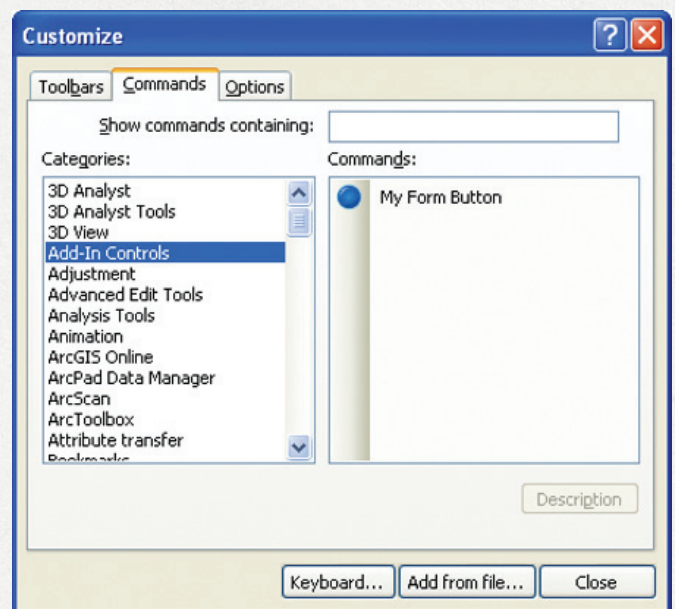 Customize
Toolbars Commands Options
Show commands containing:
Categories:
Commands:
3D Analyst
3D Analyst Tools
3D View
Add-In Controls
Adjustment
Advanced Edit Tools
Analysis Tools
Animation
ArcGIS Online
ArcPad Data Manager
ArcScan
ArcToolbox
Attribute transfer
Bookmarks
My Form Button
Description
Keyboard... Add from file... Close